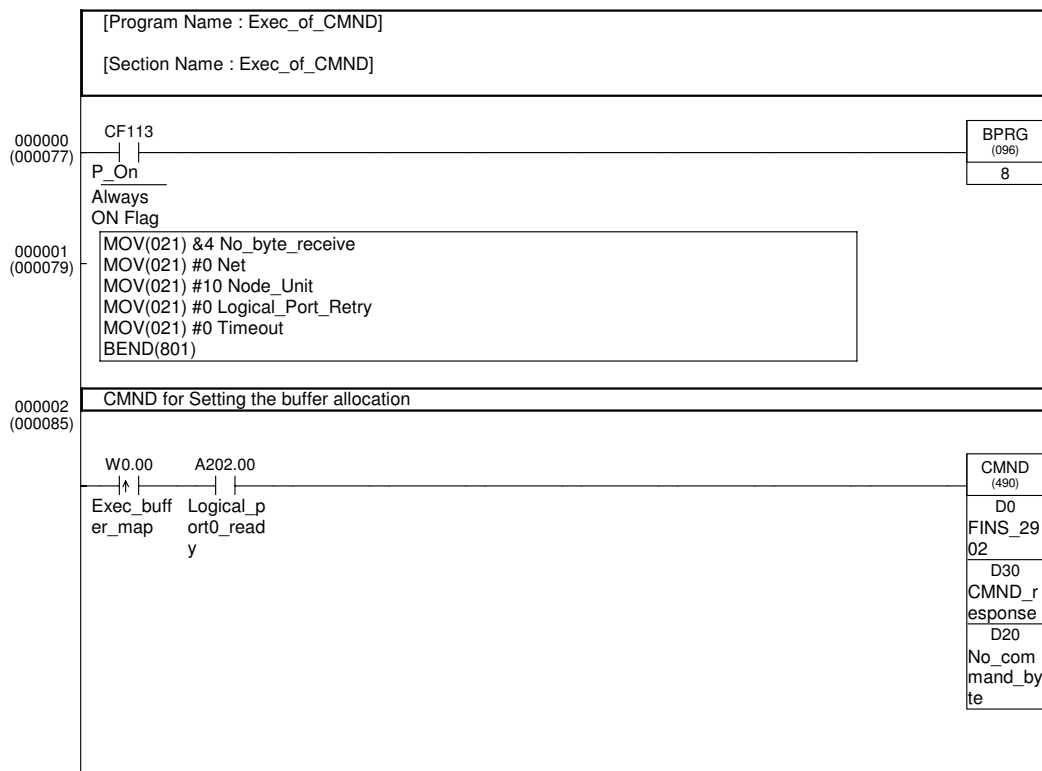 [Program Name : Exec_of_CMND]
[Section Name : Exec_of_CMND]
000000
(000077)
CF113
P_On
Always
ON Flag
BPRG
(096)
8
000001
(000079)
MOV(021) &4 No_byte_receive
MOV(021) #0 Net
MOV(021) #10 Node_Unit
MOV(021) #0 Logical_Port_Retry
MOV(021) #0 Timeout
BEND(801)
000002
(000085)
CMND for Setting the buffer allocation
W0.00
Exec_buff
er_map
A202.00
Logical_p
ort0_read
y
CMND
(490)
D0
FINS_29
02
D30
CMND_r
esponse
D20
No_com
mand_by
te